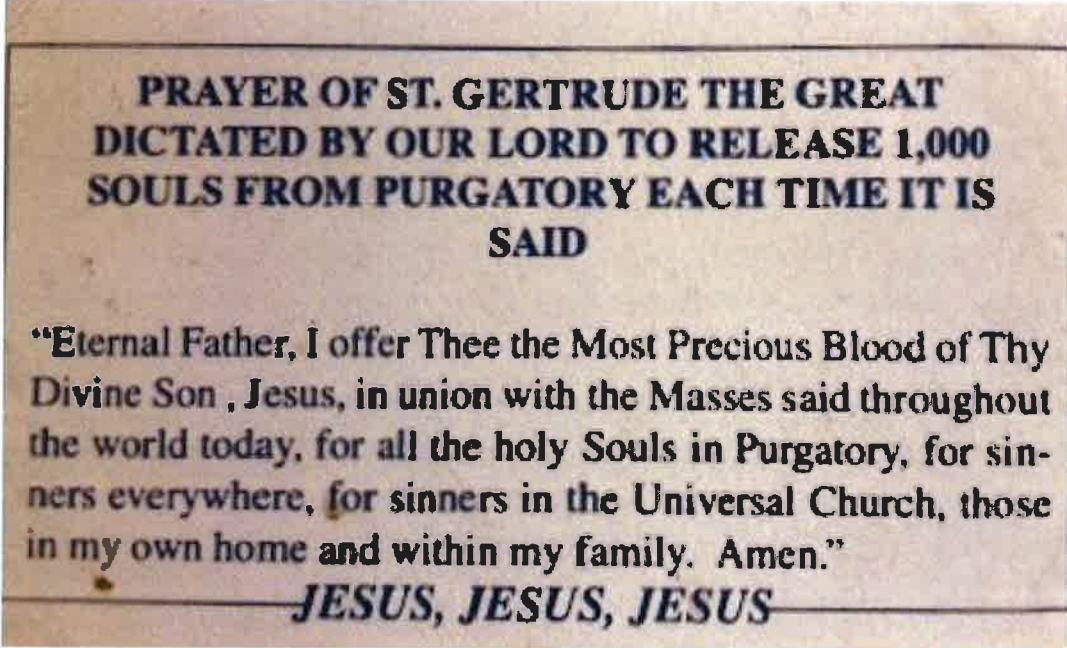 PRAYER OF ST. GERTRUDE THE GREAT
DICTATED BY OUR LORD TO RELEASE 1,000
SOULS FROM PURGATORY EACH TIME IT IS
SAID
“Eternal Father, I offer Thee the Most Precious Blood of Thy
Divine Son , Jesus, in union with the Masses said throughout
the world today, for all the holy Souls in Purgatory, for sin-
ners everywhere, for sinners in the Universal Church, those
in my own home and within my family. Amen.”
JESUS, JESUS, JESUS